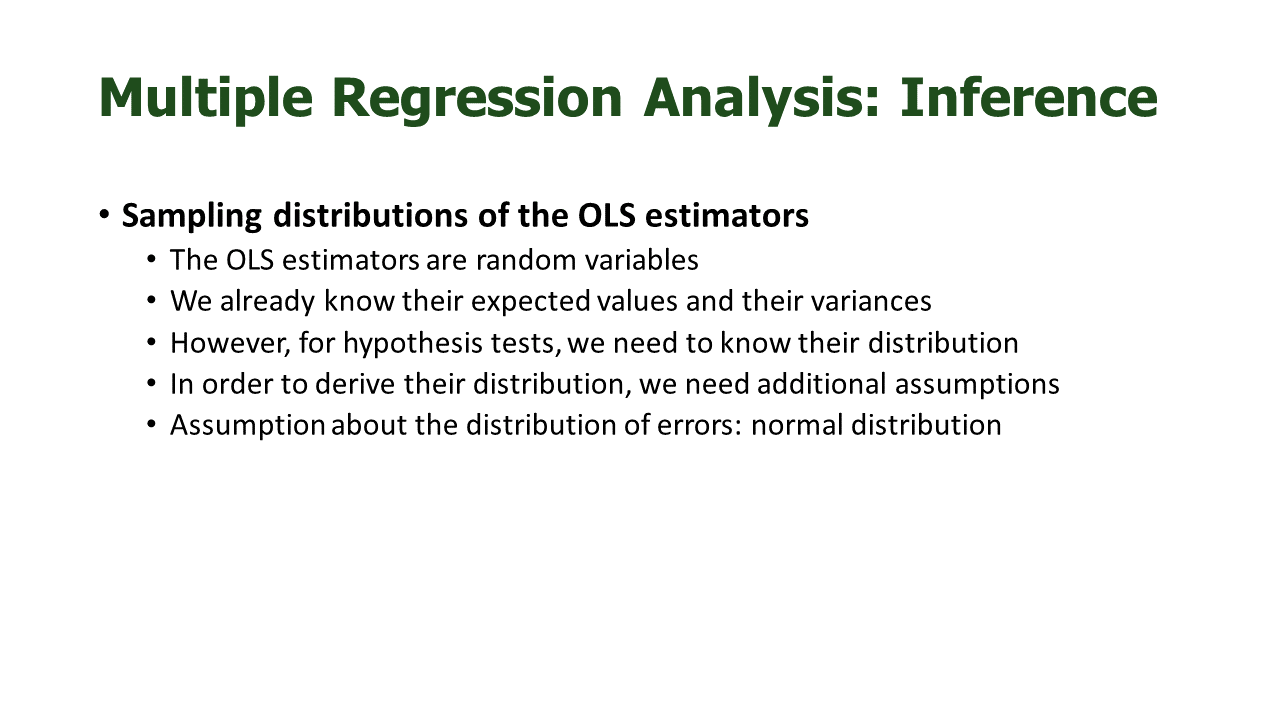 Multiple Regression Analysis: Inference
• Sampling distributions of the OLS estimators
• The OLS estimators are random variables
• We already know their expected values and their variances
• However, for hypothesis tests, we need to know their distribution
• In order to derive their distribution, we need additional assumptions
• Assumption about the distribution of errors: normal distribution